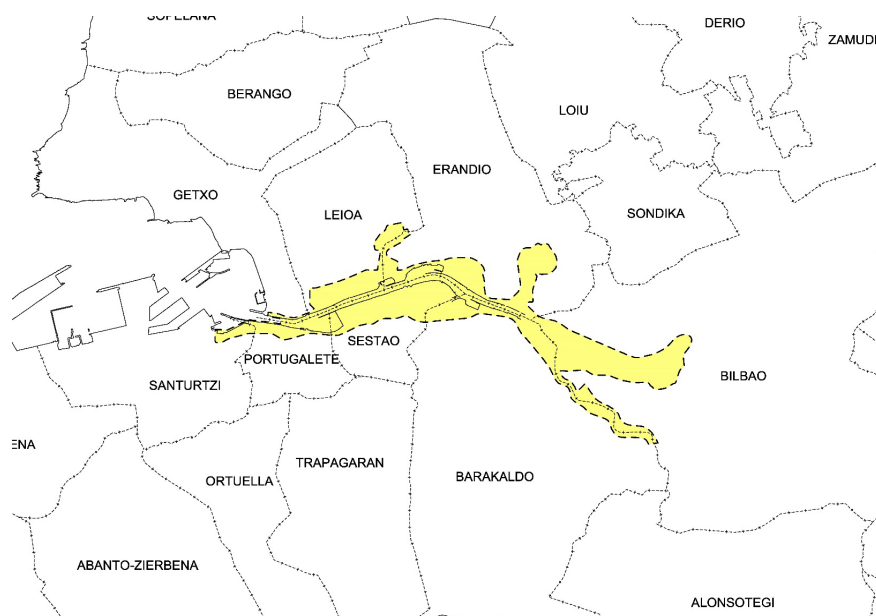 SOPELANA
DERIO
ZAMUDI
BERANGO
LOIU
ERANDIO
GETXO
LEIOA
SONDIKA
SESTAO
PORTUGALETE
SANTURTZI
BILBAO
ENA
TRAPAGARAN
ORTUELLA
BARAKALDO
ABANTO-ZIERBENA
ALONSOTEGI